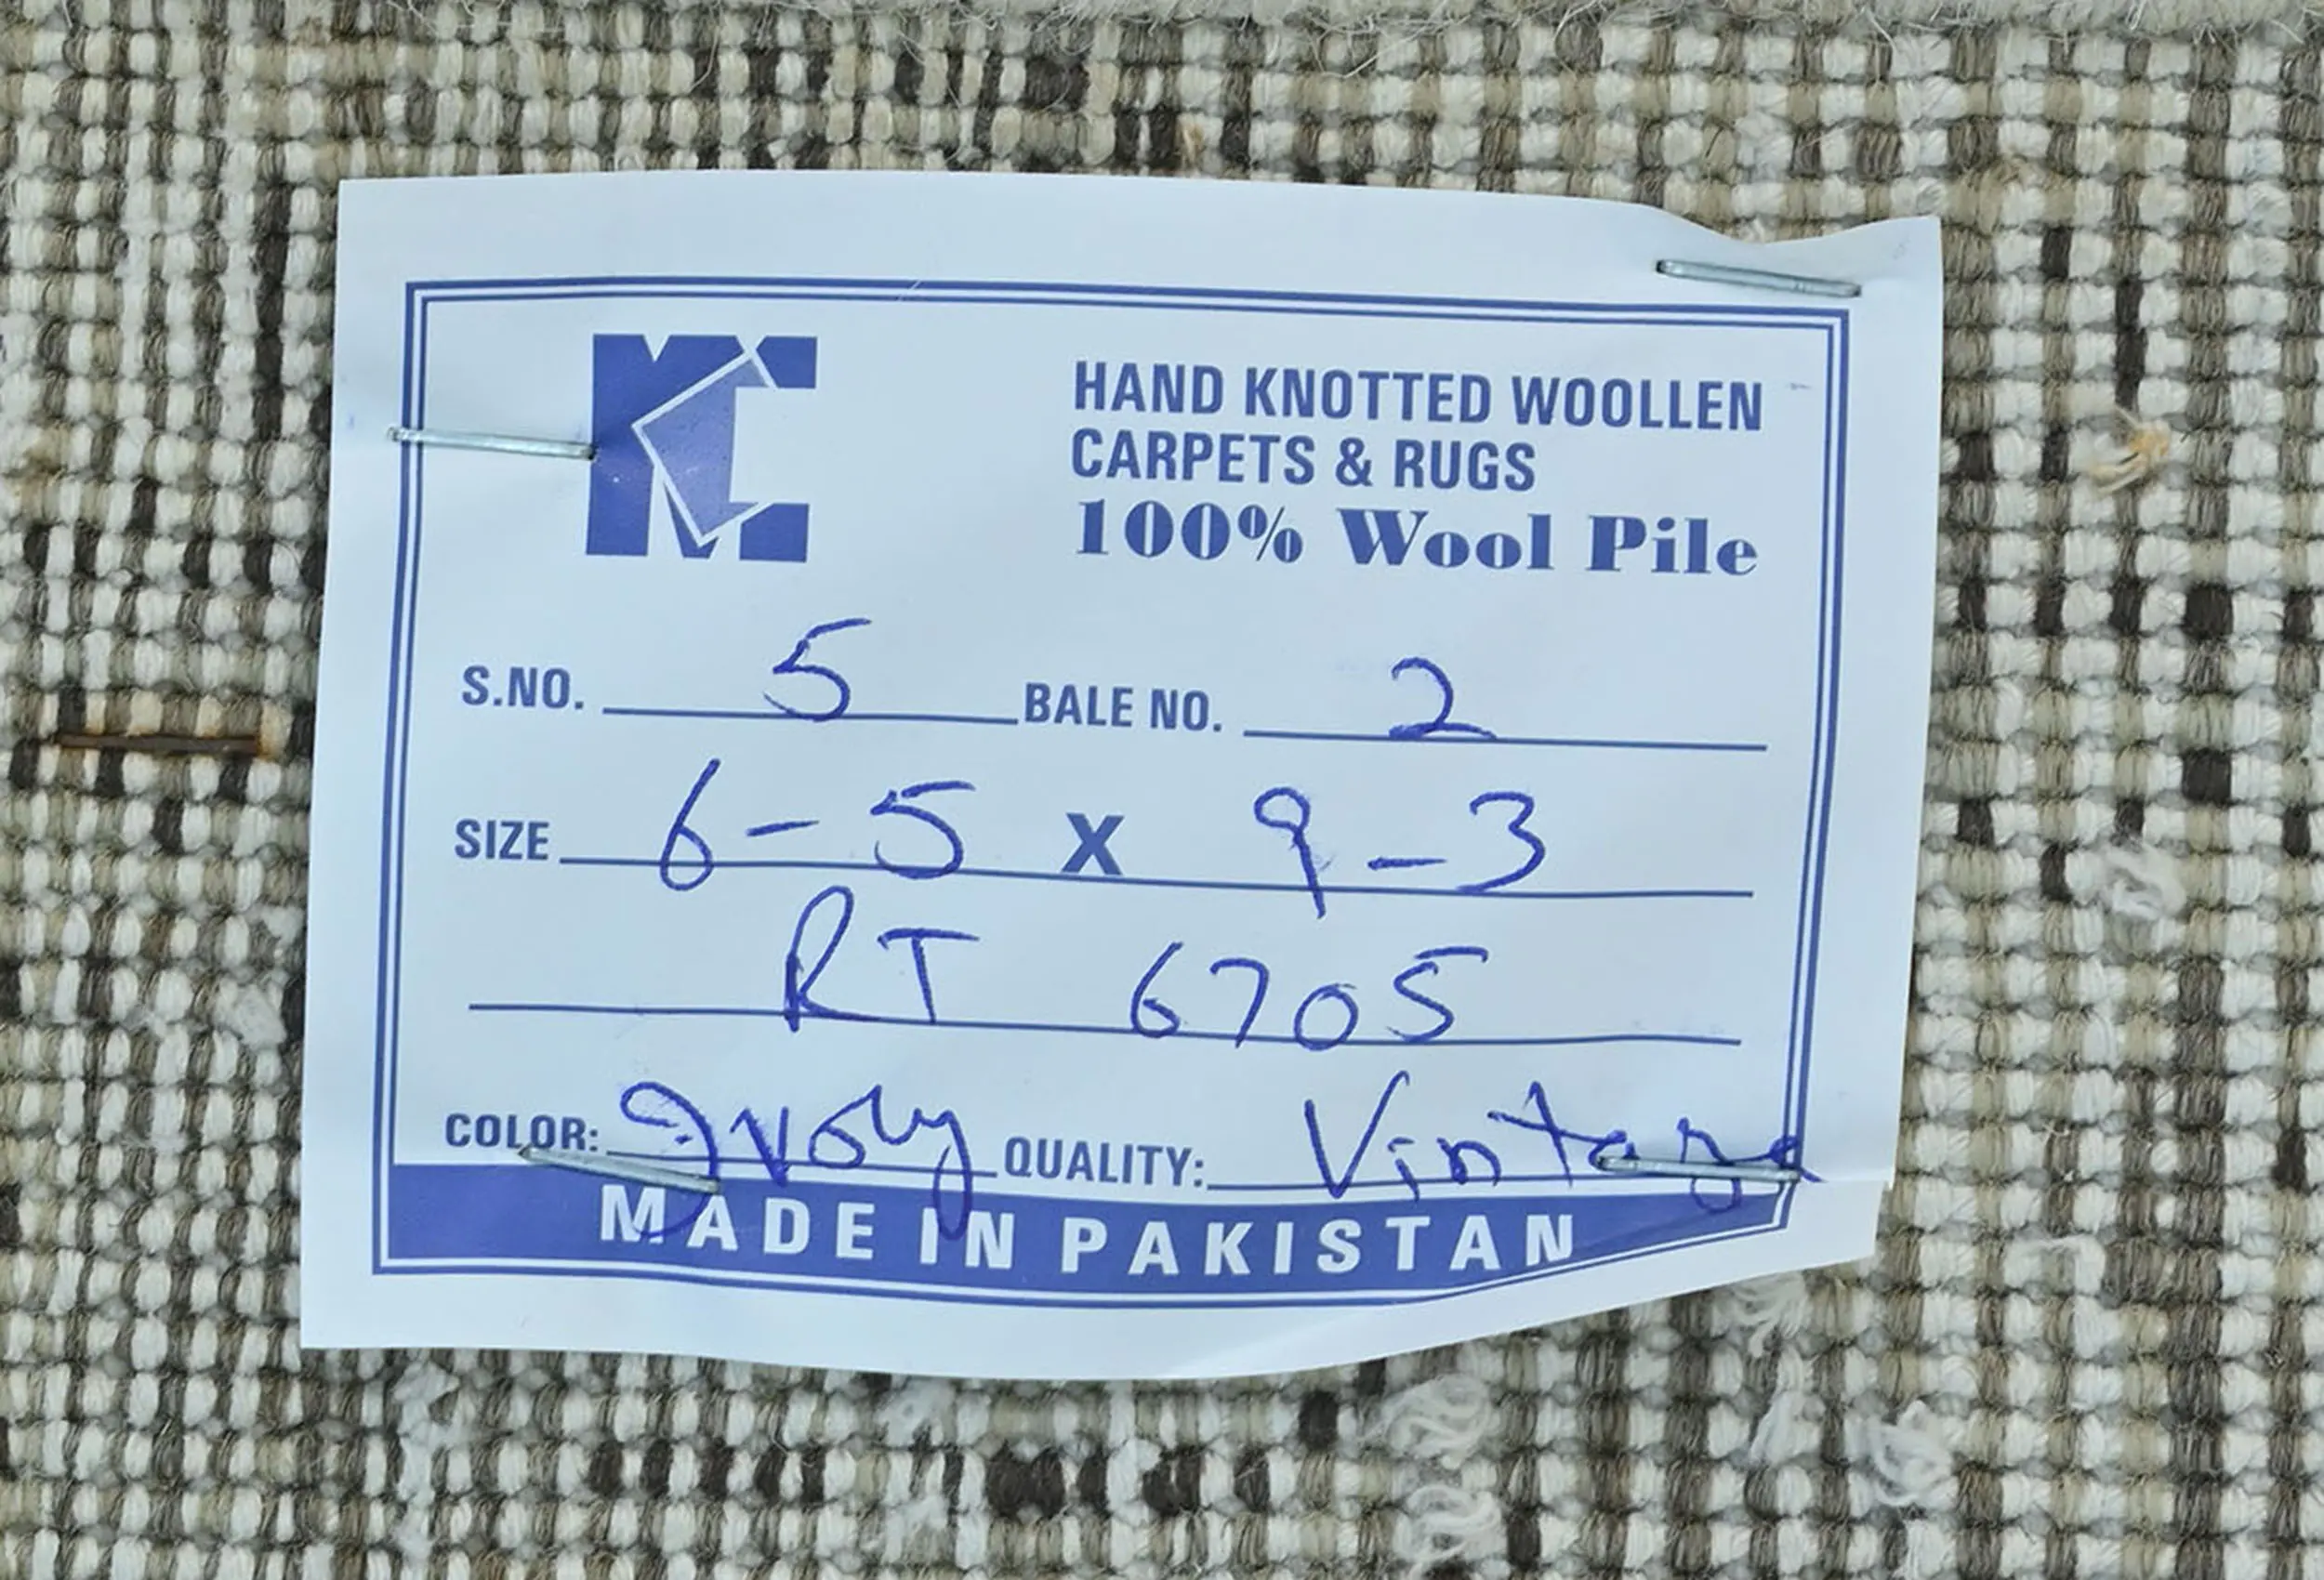 MC
HAND KNOTTED WOOLLEN
CARPETS & RUGS
100% Wool Pile
S.NO. 5 BALE NO. 2
SIZE 6-5 X 9-3
RT 6705
COLOR: Ivory QUALITY: Vintage
MADE IN PAKISTAN